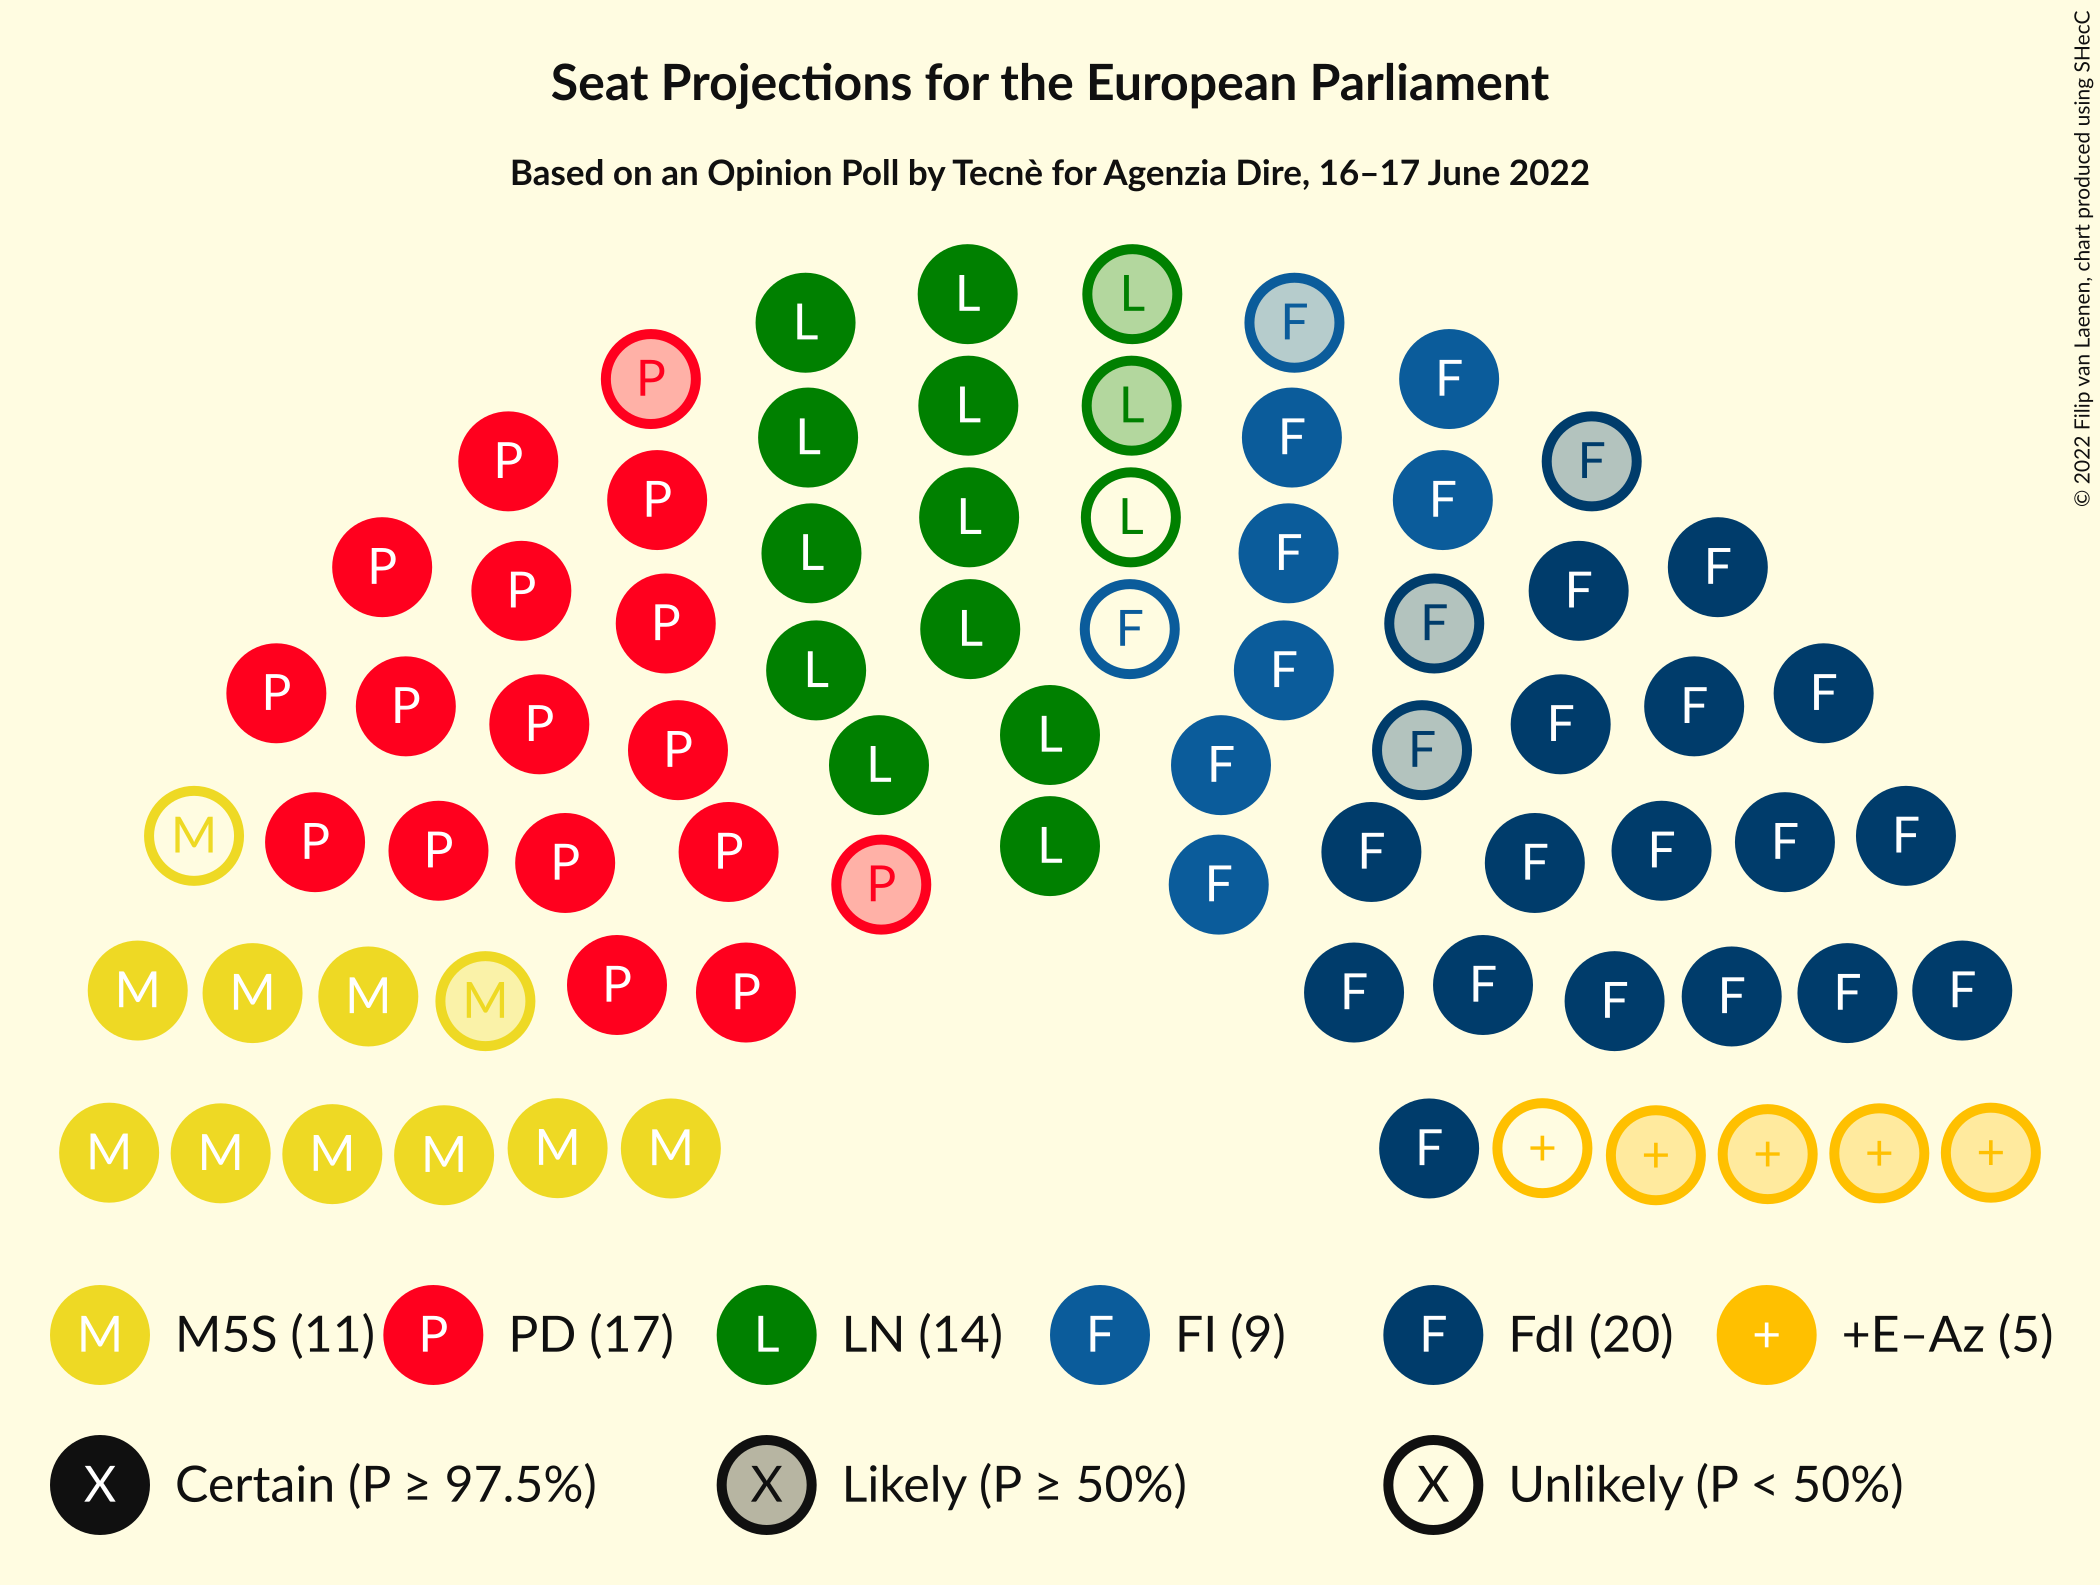 Seat Projections for the European Parliament
Based on an Opinion Poll by Tecnè for Agenzia Dire, 16–17 June 2022
© 2022 Filip van Laenen, chart produced using SHecC
L L L F
P L F F
L L L F
P P F
P P L L L F F F
P P L L F F F F
P P P P L L F F F F F F
M P P P P P L L F F F F F F
M M M M P P F F F F F F
M M M M M M F + + + + +
M M5S (11) P PD (17) L LN (14) F FI (9) F FdI (20) + +E–Az (5)
X Certain (P ≥ 97.5%) X Likely (P ≥ 50%) X Unlikely (P < 50%)